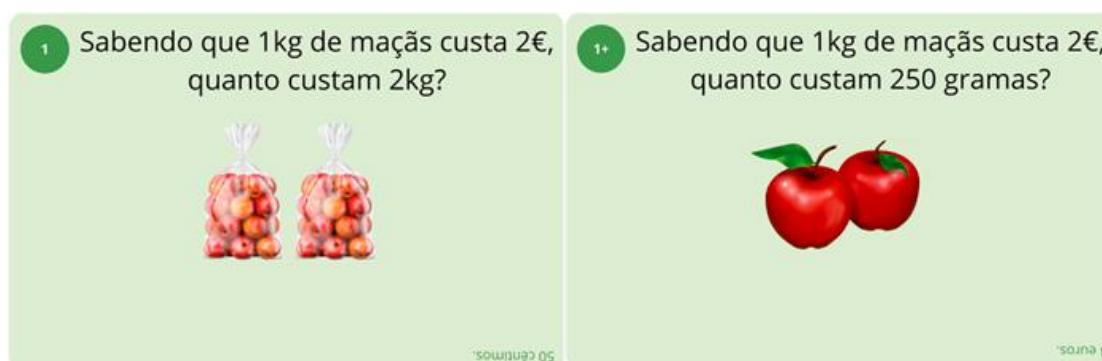 1
Sabendo que 1kg de maçãs custa 2€,
quanto custam 2kg?
50 cêntimos.
1+
Sabendo que 1kg de maçãs custa 2€,
quanto custam 250 gramas?
euros.